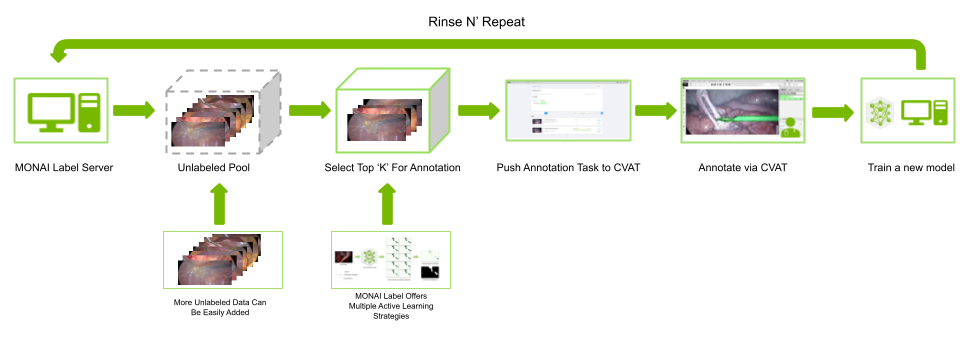 Rinse N’ Repeat
MONAI Label Server
Unlabeled Pool
Select Top ‘K’ For Annotation
Push Annotation Task to CVAT
Annotate via CVAT
Train a new model
More Unlabeled Data Can
Be Easily Added
MONAI Label Offers
Multiple Active Learning
Strategies